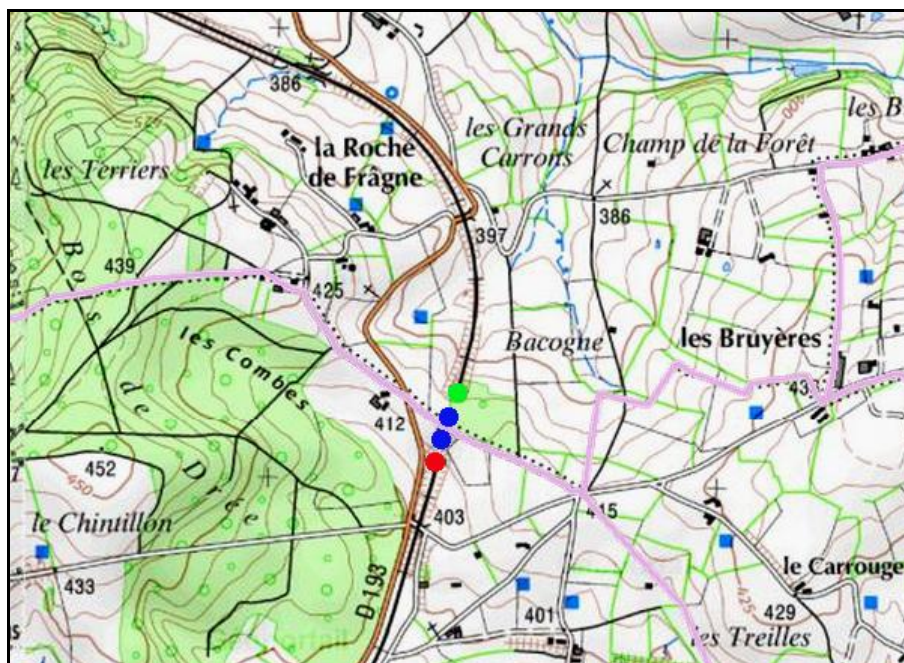 386
les Grands
Carrons
les B
Champ de la Forêt
la Roche
de Frâgne
les Terriers
386
397
439
425
Bois
de Drée
les Combes
Bacogne
les Bruyères
412
452
450
le Chintillon
403
415
433
D 193
le Carrouge
425
429
401
les Treilles